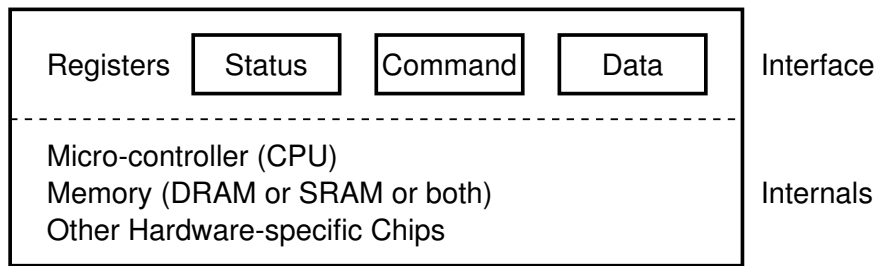 Registers Status Command Data Interface
Micro-controller (CPU)
Memory (DRAM or SRAM or both) Internals
Other Hardware-specific Chips